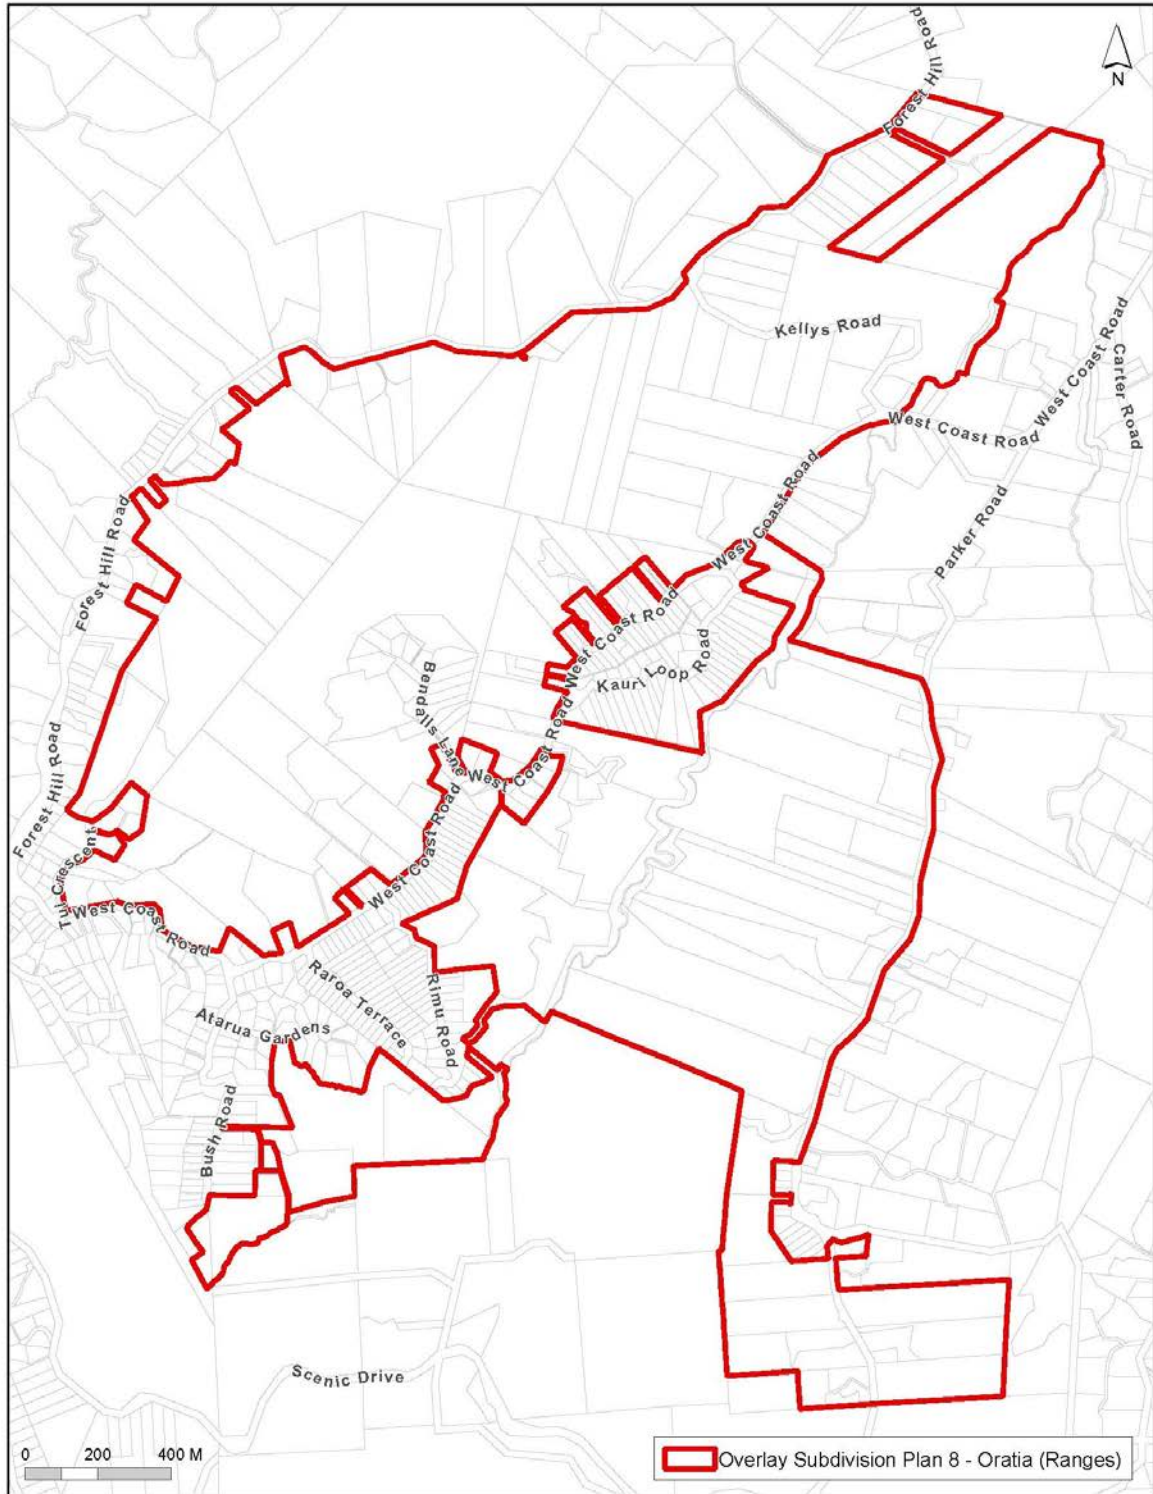 Forest Hill Road
N
Forest Hill Road
Kellys Road
West Coast Road
Carter Road
West Coast Road
West Coast Road
Forest Hill Road
Parker Road
West Coast Road
West Coast Road
Kauri Loop Road
Bendalls Lane
West Coast Road
Forest Hill Road
West Coast Road
Tui Crescent
West Coast Road
Raroa Terrace
Rimu Road
Atarua Gardens
Bush Road
Scenic Drive
0 200 400 M
Overlay Subdivision Plan 8 - Oratia (Ranges)